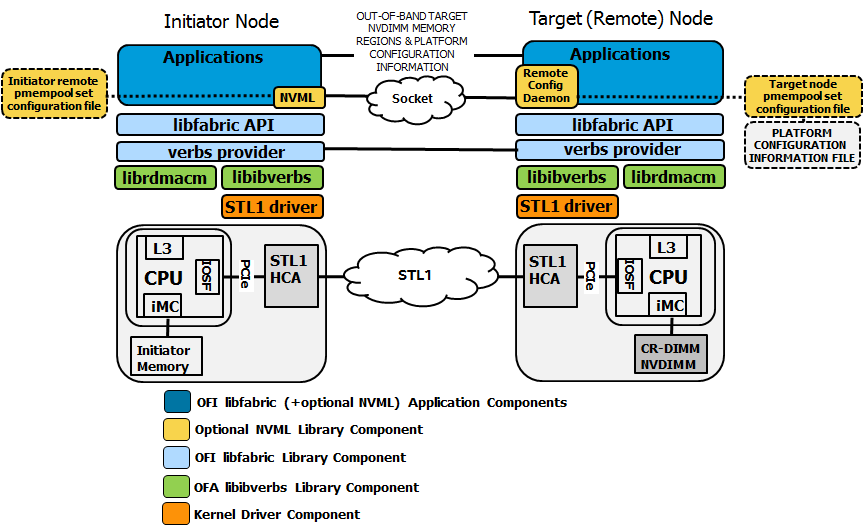 Initiator Node
OUT-OF-BAND TARGET
NVDIMM MEMORY
REGIONS & PLATFORM
CONFIGURATION
INFORMATION
Target (Remote) Node
Applications
Applications
Initiator remote
pmempool set
configuration file
NVML
Socket
Remote
Config
Daemon
Target node
pmempool set
configuration file
PLATFORM
CONFIGURATION
INFORMATION FILE
libfabric API
libfabric API
verbs provider
verbs provider
librdmacm
libibverbs
libibverbs
librdmacm
STL1 driver
STL1 driver
L3
CPU
IOSF
iMC
PCIe
STL1
HCA
Initiator
Memory
STL1
STL1
HCA
PCIe
L3
IOSF
CPU
iMC
CR-DIMM
NVDIMM
OFI libfabric (+optional NVML) Application Components
Optional NVML Library Component
OFI libfabric Library Component
OFA libibverbs Library Component
Kernel Driver Component